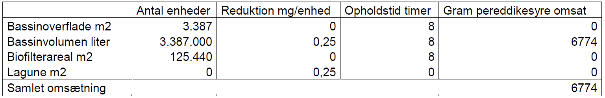 Antal enheder Reduktion mg/enhed Opholdstid timer Gram pereddikesyre omsat
Bassinoverflade m2 3.387 0 8 0
Bassinvolumen liter 3.387.000 0,25 8 6774
Biofilterareal m2 125.440 0 8 0
Lagune m2 0 0,25 0 0
Samlet omsætning 6774